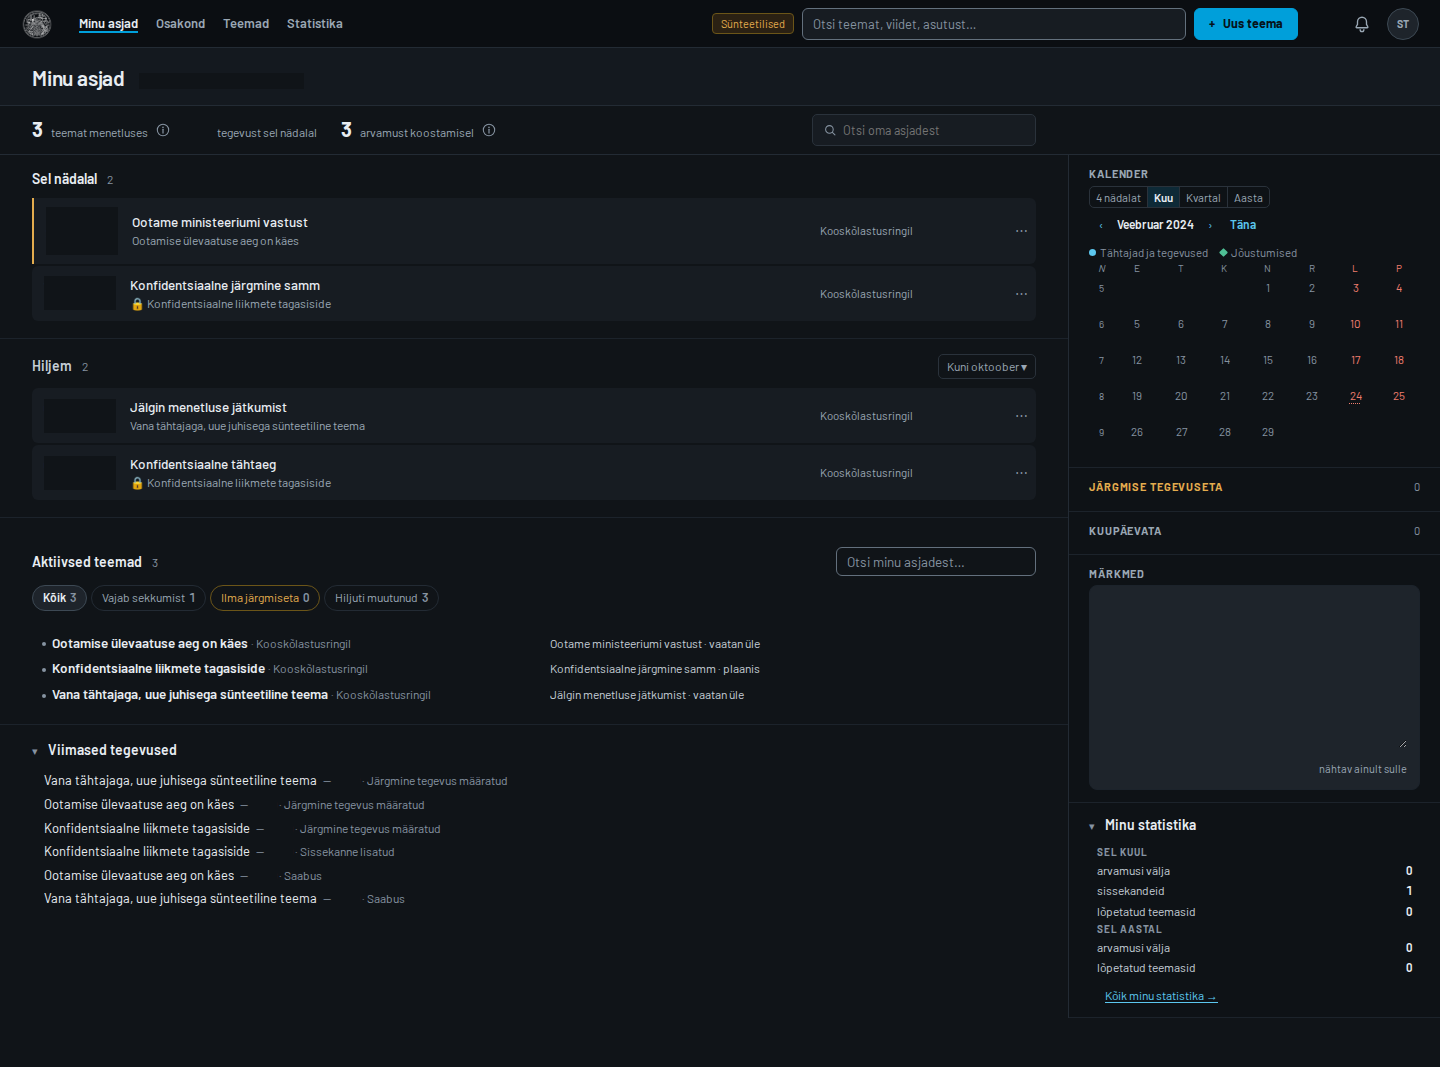 Minu asjad Osakond Teemad Statistika Sünteetilised Otsi teemat, viidet, asutust… + Uus teema ST
Minu asjad
3 teemat menetluses tegevust sel nädalal 3 arvamust koostamisel Otsi oma asjadest
Sel nädalal 2
Ootame ministeeriumi vastust
Ootamise ülevaatuse aeg on käes
Kooskõlastusringil ⋯
Konfidentsiaalne järgmine samm
🔒 Konfidentsiaalne liikmete tagasiside
Kooskõlastusringil ⋯
Hiljem 2 Kuni oktoober ▾
Jälgin menetluse jätkumist
Vana tähtajaga, uue juhisega sünteetiline teema
Kooskõlastusringil ⋯
Konfidentsiaalne tähtaeg
🔒 Konfidentsiaalne liikmete tagasiside
Kooskõlastusringil ⋯
Aktiivsed teemad 3 Otsi minu asjadest…
Kõik 3 Vajab sekkumist 1 Ilma järgmiseta 0 Hiljuti muutunud 3
• Ootamise ülevaatuse aeg on käes · Kooskõlastusringil Ootame ministeeriumi vastust · vaatan üle
• Konfidentsiaalne liikmete tagasiside · Kooskõlastusringil Konfidentsiaalne järgmine samm · plaanis
• Vana tähtajaga, uue juhisega sünteetiline teema · Kooskõlastusringil Jälgin menetluse jätkumist · vaatan üle
▾ Viimased tegevused
Vana tähtajaga, uue juhisega sünteetiline teema — · Järgmine tegevus määratud
Ootamise ülevaatuse aeg on käes — · Järgmine tegevus määratud
Konfidentsiaalne liikmete tagasiside — · Järgmine tegevus määratud
Konfidentsiaalne liikmete tagasiside — · Sissekanne lisatud
Ootamise ülevaatuse aeg on käes — · Saabus
Vana tähtajaga, uue juhisega sünteetiline teema — · Saabus
KALENDER
4 nädalat Kuu Kvartal Aasta
‹ Veebruar 2024 › Täna
Tähtajad ja tegevused Jõustumised
N E T K N R L P
5 1 2 3 4
6 5 6 7 8 9 10 11
7 12 13 14 15 16 17 18
8 19 20 21 22 23 24 25
9 26 27 28 29
JÄRGMISE TEGEVUSETA 0
KUUPÄEVATA 0
MÄRKMED
nähtav ainult sulle
▾ Minu statistika
SEL KUUL
arvamusi välja 0
sissekandeid 1
lõpetatud teemasid 0
SEL AASTAL
arvamusi välja 0
lõpetatud teemasid 0
Kõik minu statistika →